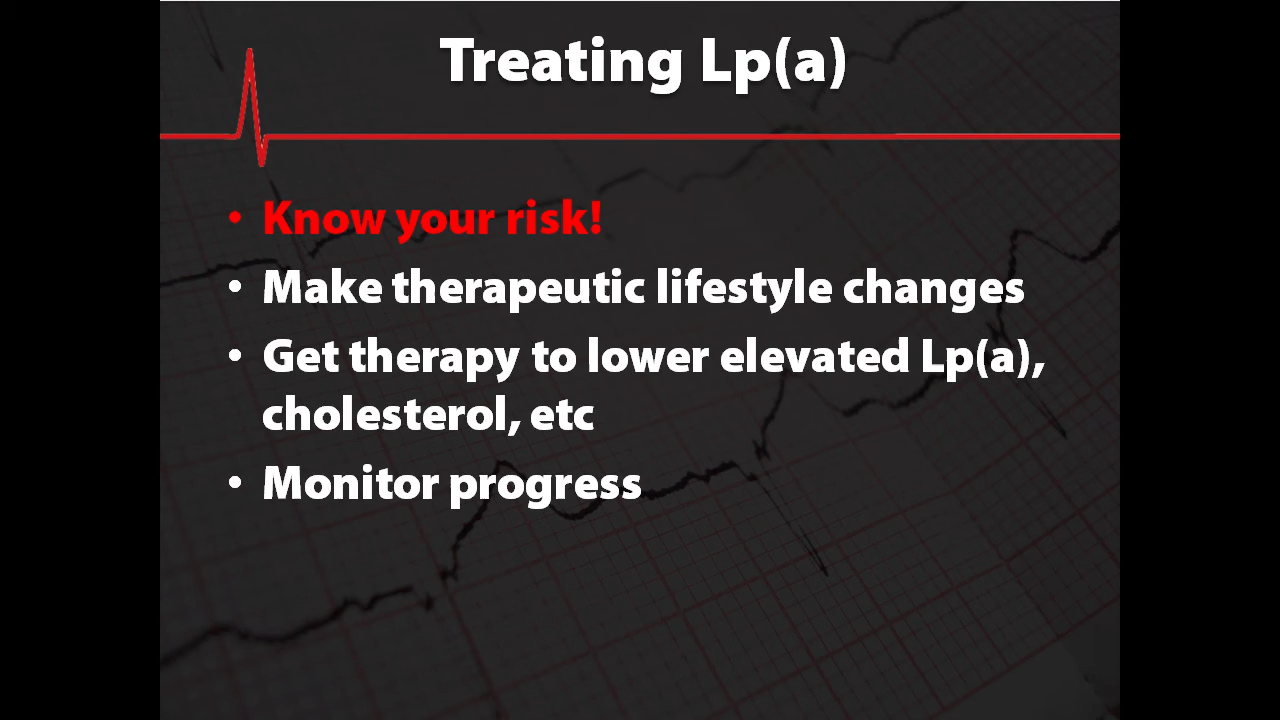 Treating Lp(a)
• Know your risk!
• Make therapeutic lifestyle changes
• Get therapy to lower elevated Lp(a),
cholesterol, etc
• Monitor progress